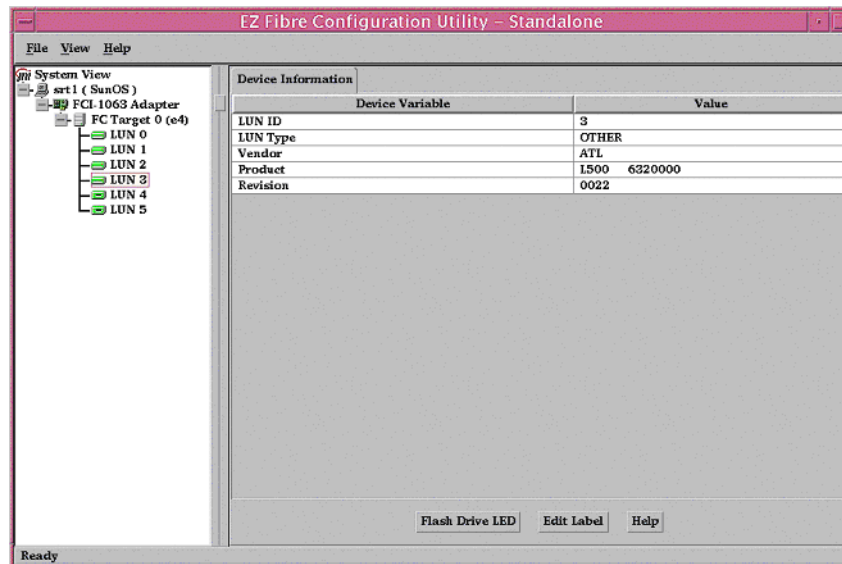 EZ Fibre Configuration Utility – Standalone
File View Help
jni System View
srt1 ( SunOS )
FCI-1063 Adapter
FC Target 0 (e4)
LUN 0
LUN 1
LUN 2
LUN 3
LUN 4
LUN 5
Device Information
Device Variable Value
LUN ID 3
LUN Type OTHER
Vendor ATL
Product L500 6320000
Revision 0022
Flash Drive LED Edit Label Help
Ready